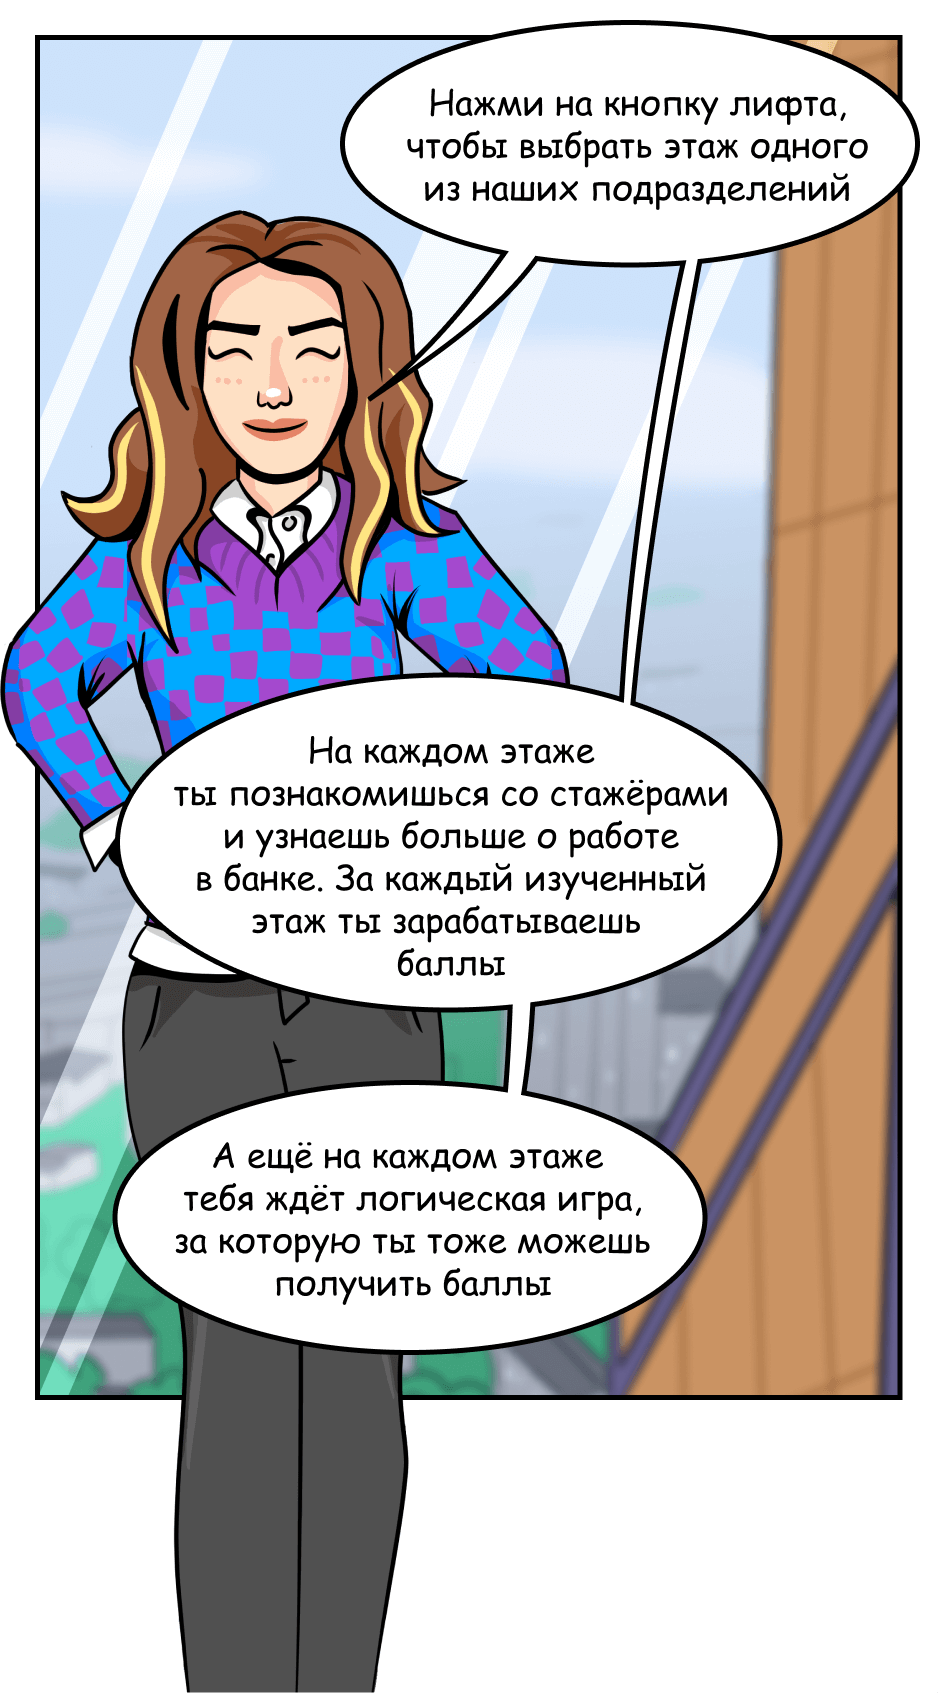 Нажми на кнопку лифта,
чтобы выбрать этаж одного
из наших подразделений
На каждом этаже
ты познакомишься со стажёрами
и узнаешь больше о работе
в банке. За каждый изученный
этаж ты зарабатываешь
баллы
А ещё на каждом этаже
тебя ждёт логическая игра,
за которую ты тоже можешь
получить баллы